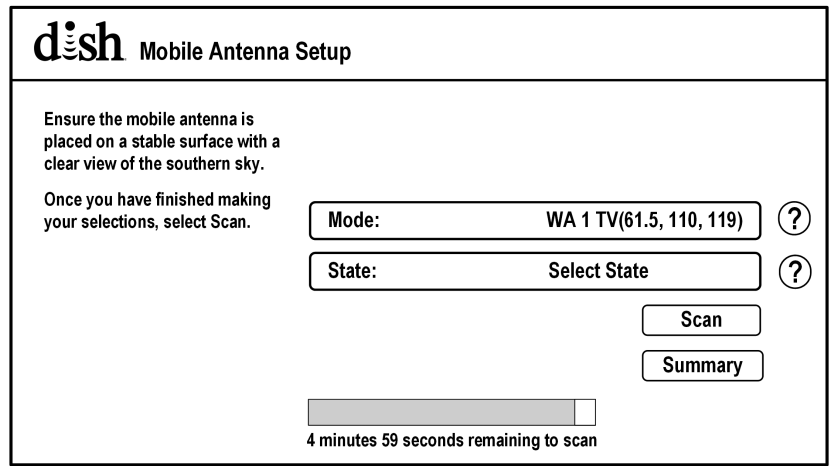 dish Mobile Antenna Setup
Ensure the mobile antenna is
placed on a stable surface with a
clear view of the southern sky.
Once you have finished making
your selections, select Scan.
Mode: WA 1 TV(61.5, 110, 119) ?
State: Select State ?
Scan
Summary
4 minutes 59 seconds remaining to scan